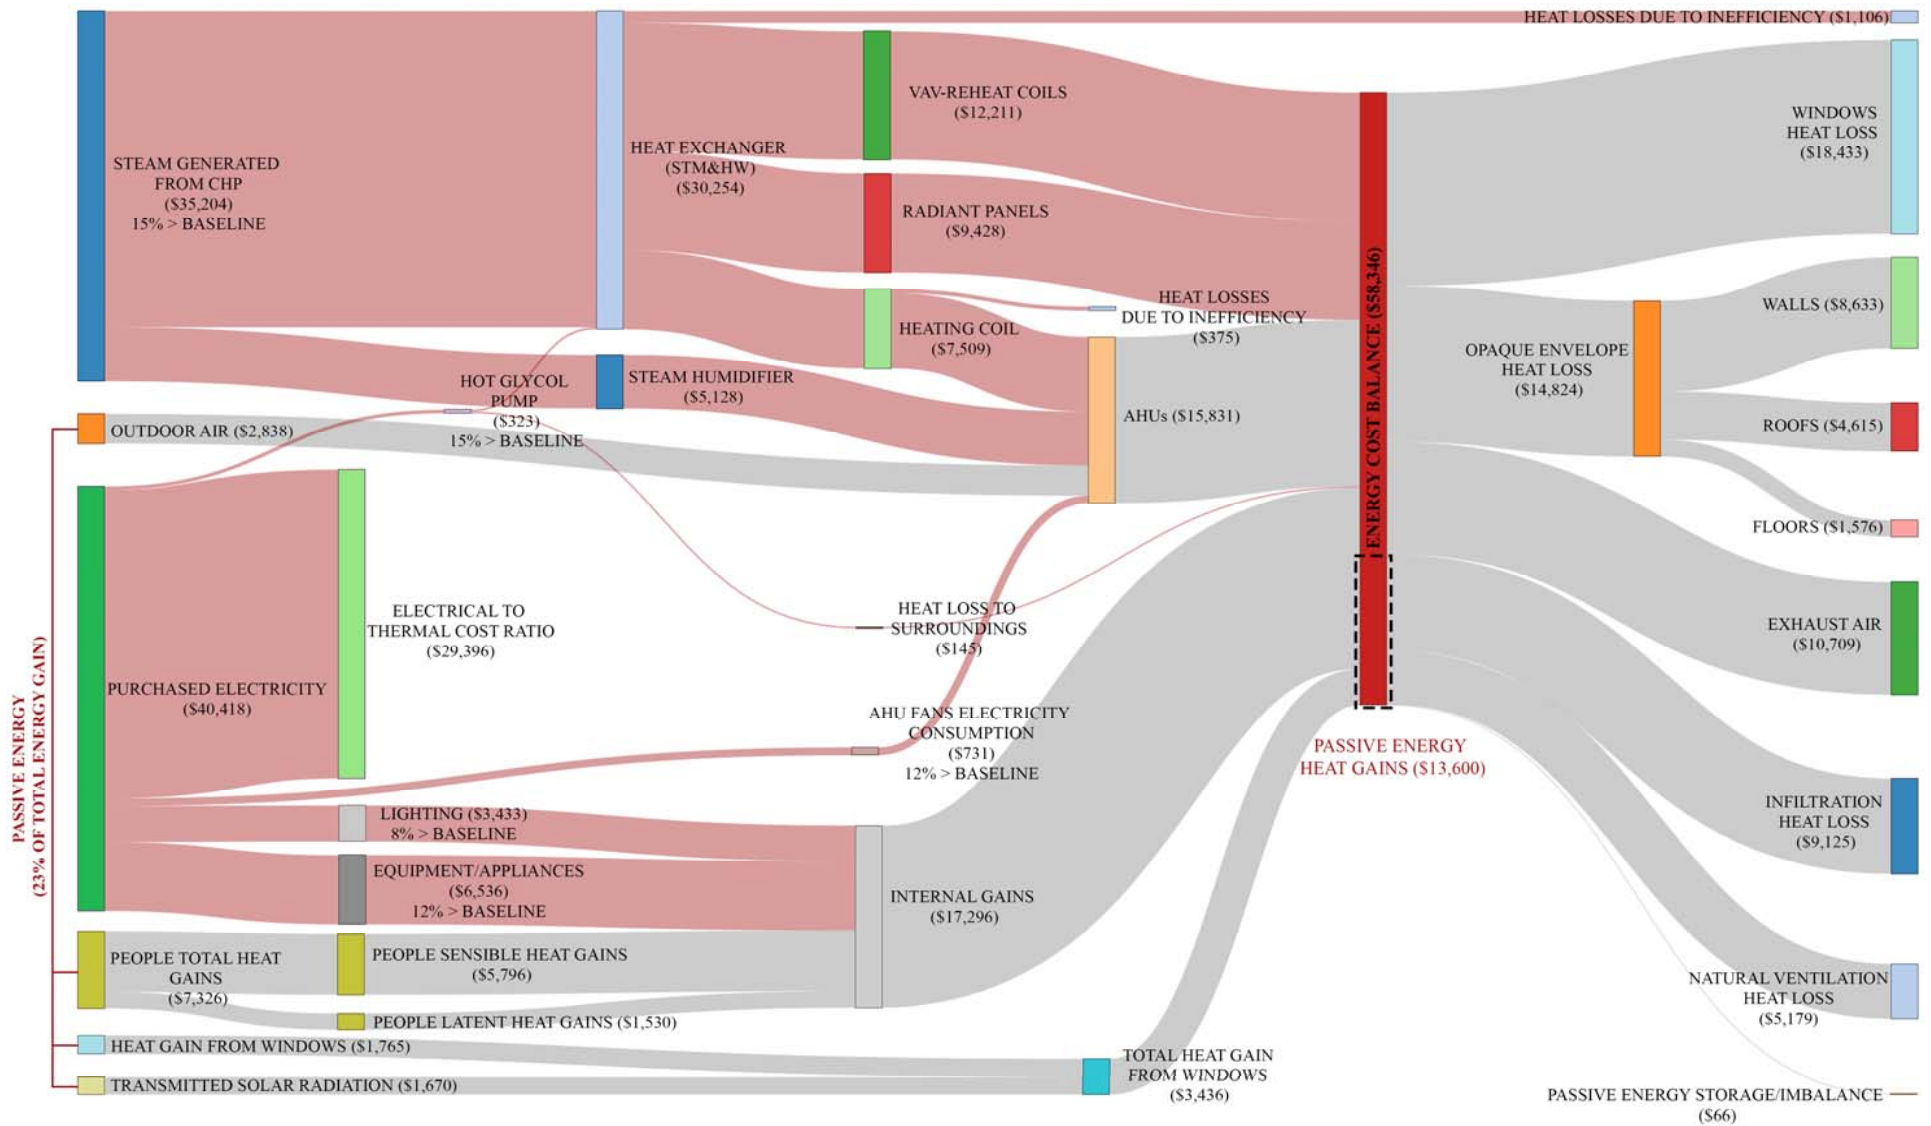 HEAT LOSSES DUE TO INEFFICIENCY ($1,106)
STEAM GENERATED
FROM CHP
($35,204)
15% > BASELINE
HEAT EXCHANGER
(STM&HW)
($30,254)
VAV-REHEAT COILS
($12,211)
RADIANT PANELS
($9,428)
HEATING COIL
($7,509)
HEAT LOSSES
DUE TO INEFFICIENCY
($375)
HOT GLYCOL
PUMP
($323)
15% > BASELINE
STEAM HUMIDIFIER
($5,128)
AHUs ($15,831)
OUTDOOR AIR ($2,838)
ELECTRICAL TO
THERMAL COST RATIO
($29,396)
PURCHASED ELECTRICITY
($40,418)
HEAT LOSS TO
SURROUNDINGS
($145)
AHU FANS ELECTRICITY
CONSUMPTION
($731)
12% > BASELINE
LIGHTING ($3,433)
8% > BASELINE
EQUIPMENT/APPLIANCES
($6,536)
12% > BASELINE
INTERNAL GAINS
($17,296)
PEOPLE TOTAL HEAT
GAINS
($7,326)
PEOPLE SENSIBLE HEAT GAINS
($5,796)
PEOPLE LATENT HEAT GAINS ($1,530)
HEAT GAIN FROM WINDOWS ($1,765)
TRANSMITTED SOLAR RADIATION ($1,670)
TOTAL HEAT GAIN
FROM WINDOWS
($3,436)
PASSIVE ENERGY
(23% OF TOTAL ENERGY GAIN)
ENERGY COST BALANCE ($58,346)
PASSIVE ENERGY
HEAT GAINS ($13,600)
WINDOWS
HEAT LOSS
($18,433)
OPAQUE ENVELOPE
HEAT LOSS
($14,824)
WALLS ($8,633)
ROOFS ($4,615)
FLOORS ($1,576)
EXHAUST AIR
($10,709)
INFILTRATION
HEAT LOSS
($9,125)
NATURAL VENTILATION
HEAT LOSS
($5,179)
PASSIVE ENERGY STORAGE/IMBALANCE
($66)